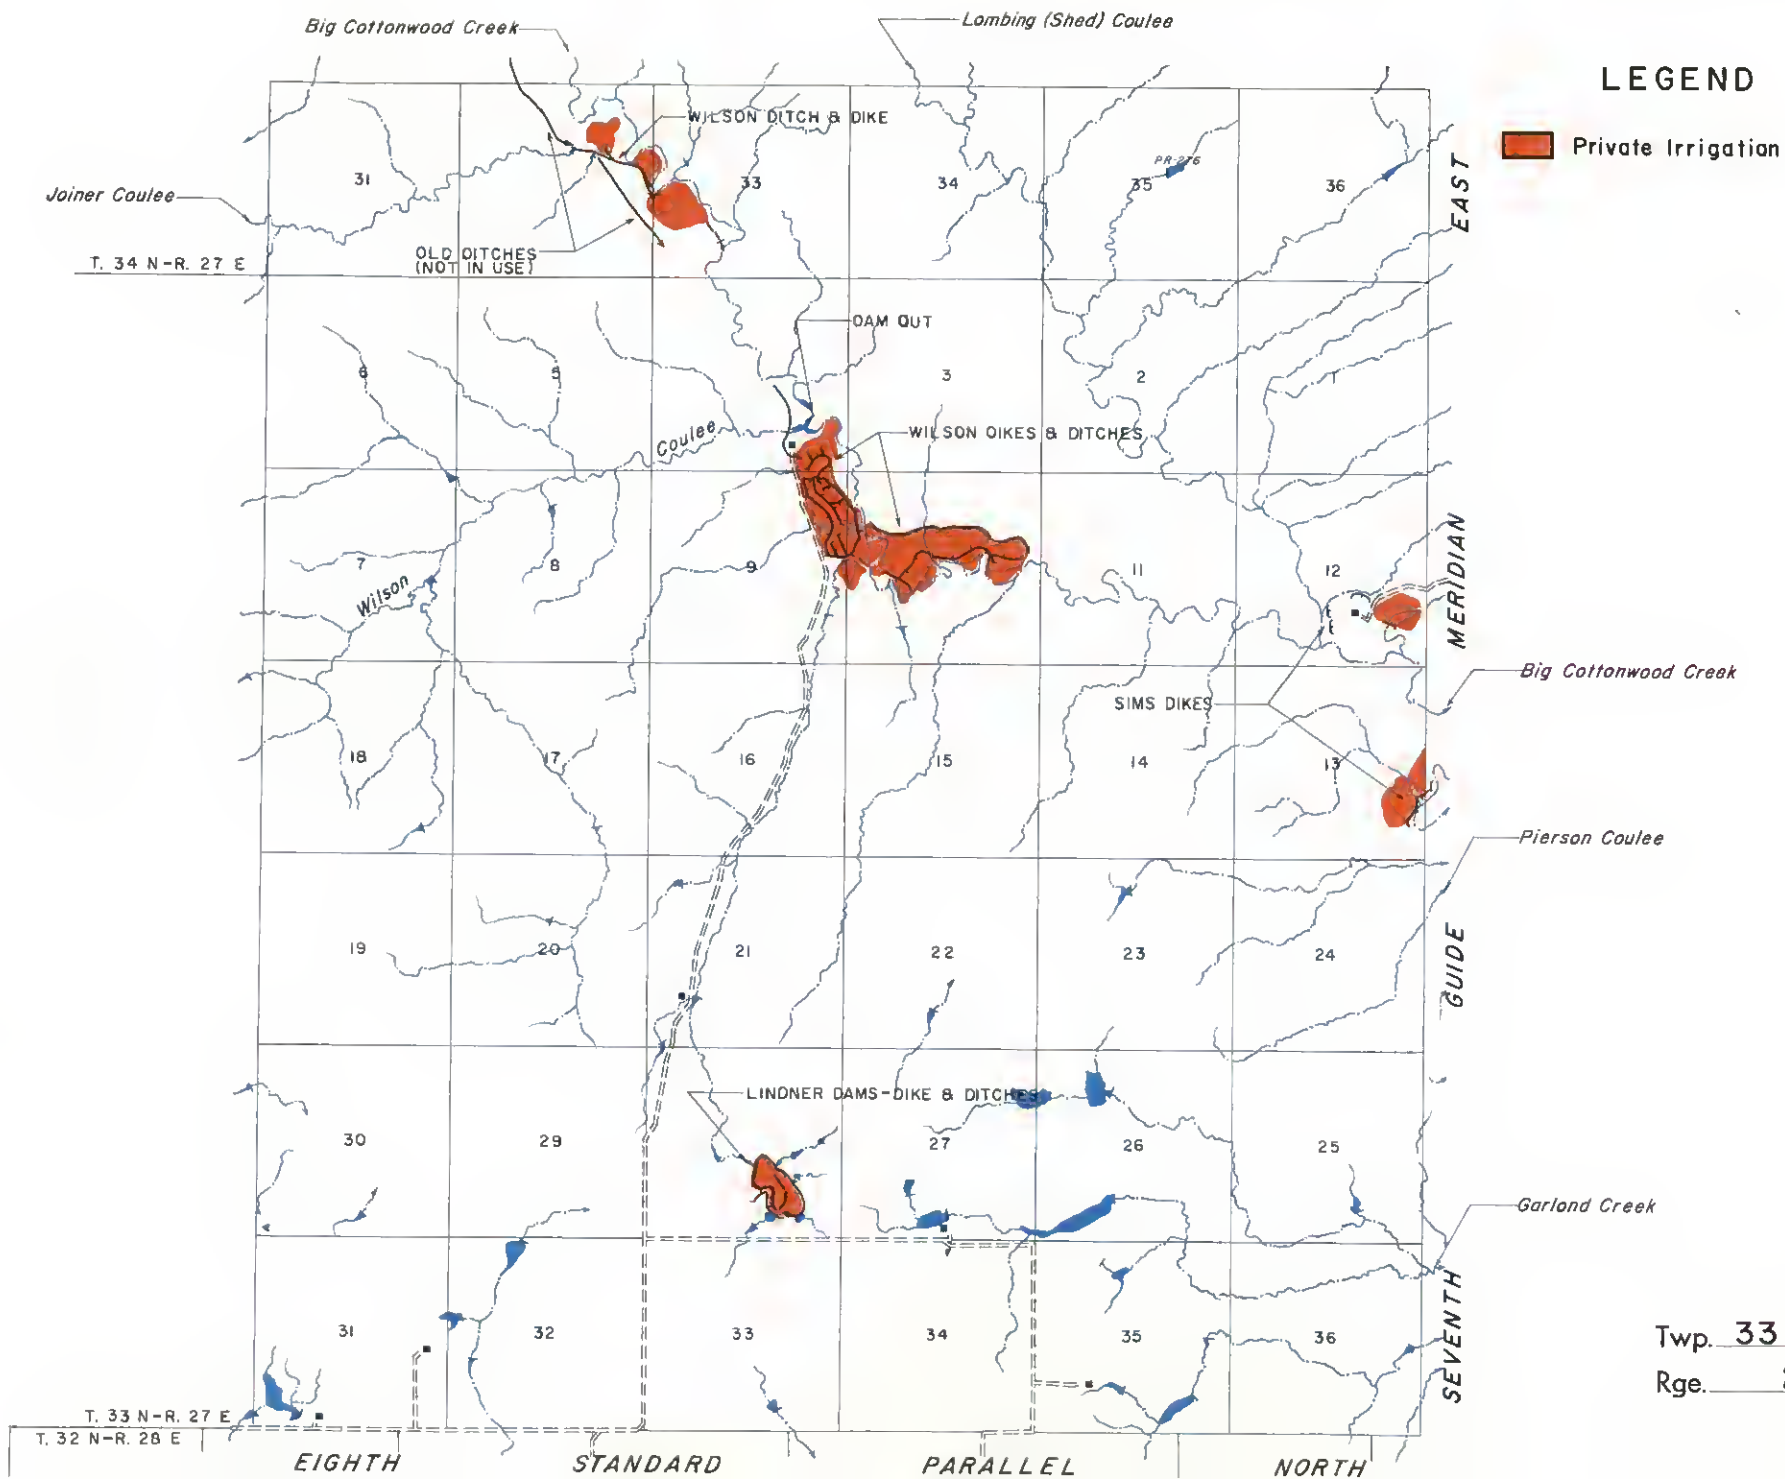 Big Cottonwood Creek
Lombing (Shed) Coulee
LEGEND
Private Irrigation
WILSON DITCH & DIKE
31
33
34
PR-276
35
36
EAST
Joiner Coulee
OLD DITCHES
(NOT IN USE)
T. 34 N-R. 27 E
DAM OUT
6
5
3
2
1
Coulee
WILSON DIKES & DITCHES
7
8
9
11
12
Wilson
MERIDIAN
Big Cottonwood Creek
SIMS DIKES
18
17
16
15
14
13
Pierson Coulee
19
20
21
22
23
24
GUIDE
LINDNER DAMS-DIKE & DITCHES
30
29
27
26
25
Garland Creek
31
32
33
34
35
36
SEVENTH
Twp. 33
Rge.
T. 33 N-R. 27 E
T. 32 N-R. 28 E
EIGHTH STANDARD PARALLEL NORTH